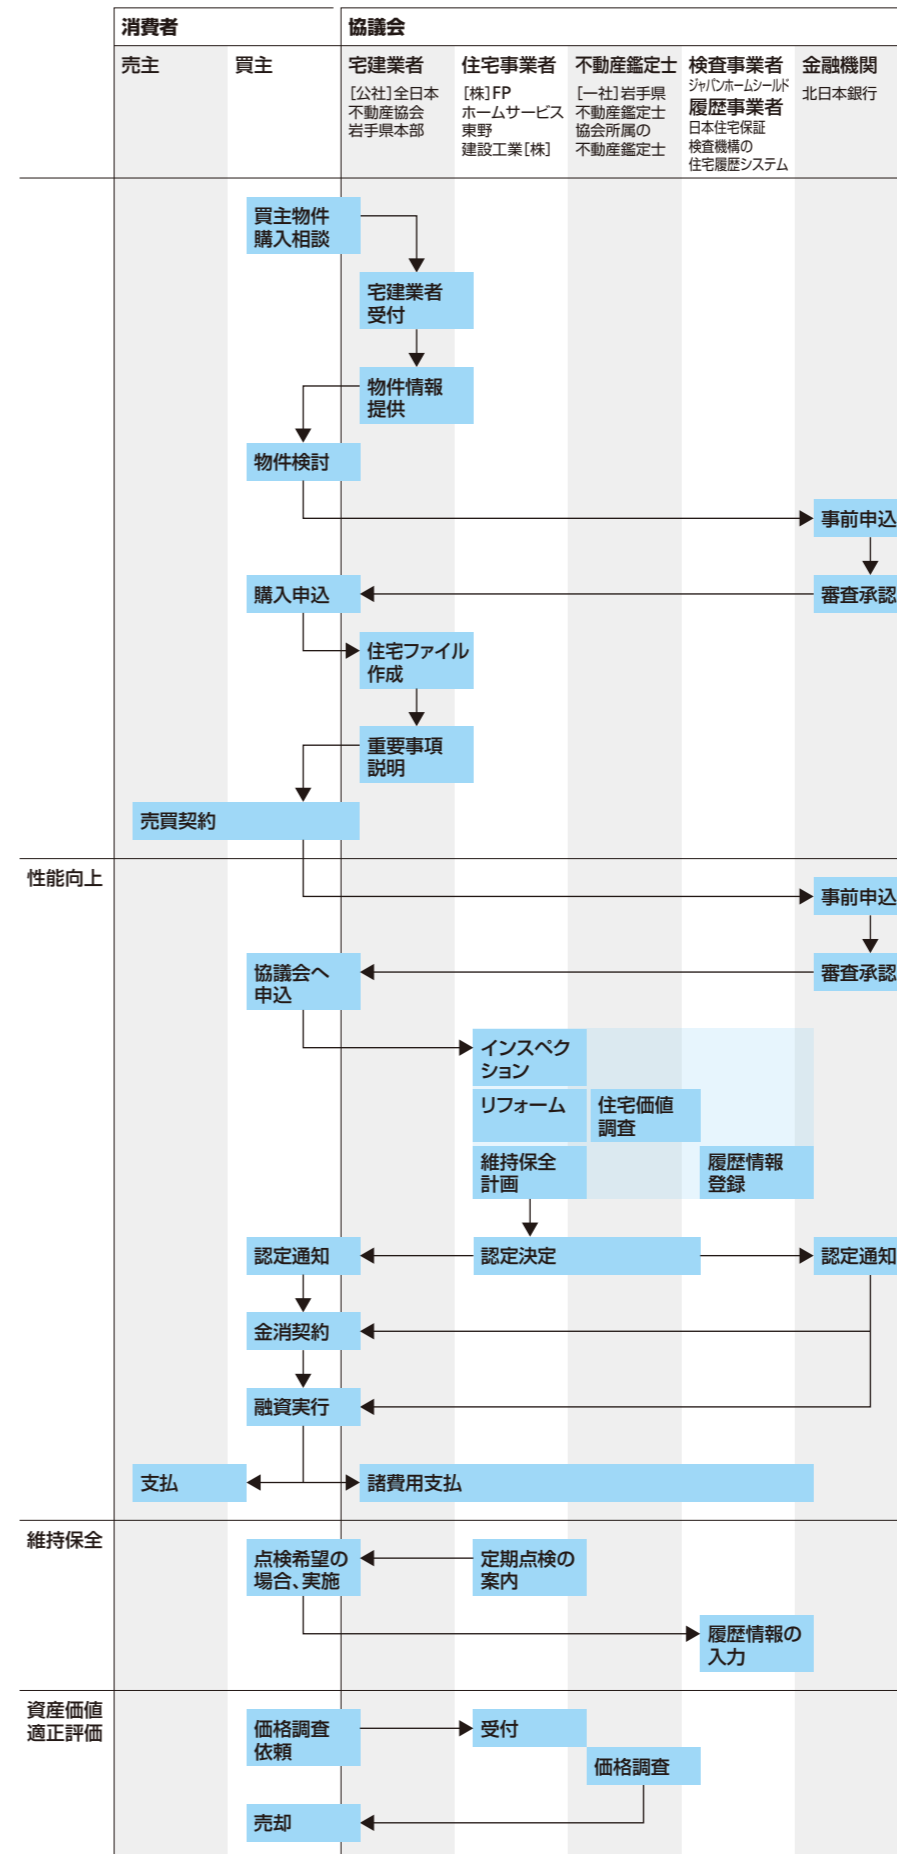 消費者
協議会
売主
買主
宅建業者
[公社]全日本
不動産協会
岩手県本部
住宅事業者
[株]FP
ホームサービス
東野
建設工業[株]
不動産鑑定士
[一社]岩手県
不動産鑑定士
協会所属の
不動産鑑定士
検査事業者
ジャパンホームシールド
履歴事業者
日本住宅保証
検査機構の
住宅履歴システム
金融機関
北日本銀行
買主物件
購入相談
宅建業者
受付
物件情報
提供
物件検討
事前申込
購入申込
審査承認
住宅ファイル
作成
重要事項
説明
売買契約
性能向上
事前申込
協議会へ
申込
審査承認
インスペク
ション
リフォーム
住宅価値
調査
維持保全
計画
履歴情報
登録
認定通知
認定決定
認定通知
金消契約
融資実行
支払
諸費用支払
維持保全
点検希望の
場合、実施
定期点検の
案内
履歴情報の
入力
資産価値
適正評価
価格調査
依頼
受付
価格調査
売却